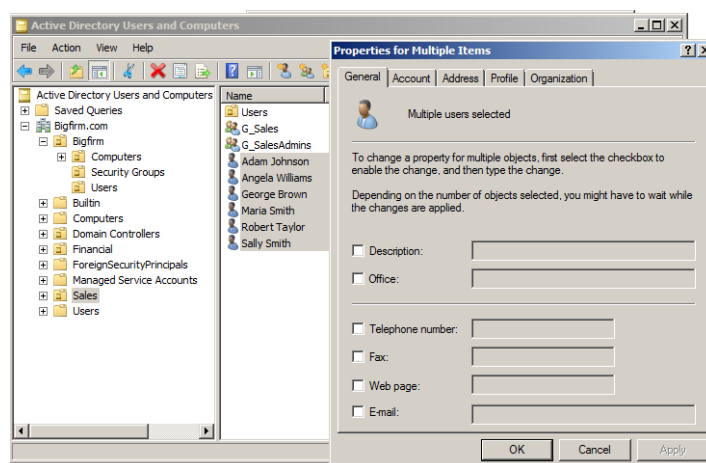 Active Directory Users and Computers
File Action View Help
Active Directory Users and Computers
Saved Queries
Bigfirm.com
Bigfirm
Computers
Security Groups
Users
Builtin
Computers
Domain Controllers
Financial
ForeignSecurityPrincipals
Managed Service Accounts
Sales
Users
Name
Users
G_Sales
G_SalesAdmins
Adam Johnson
Angela Williams
George Brown
Maria Smith
Robert Taylor
Sally Smith
Properties for Multiple Items
General Account Address Profile Organization
Multiple users selected
To change a property for multiple objects, first select the checkbox to
enable the change, and then type the change.
Depending on the number of objects selected, you might have to wait while
the changes are applied.
Description:
Office:
Telephone number:
Fax:
Web page:
E-mail:
OK Cancel Apply